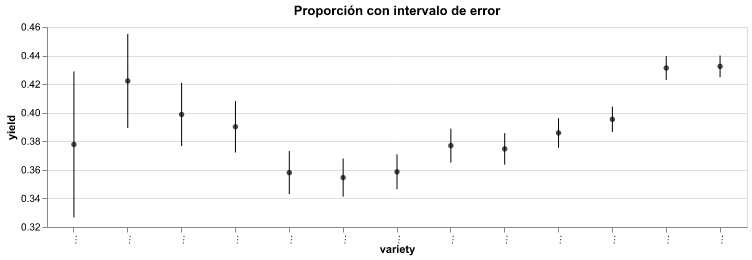 Proporción con intervalo de error
0.46
0.44
0.42
0.40
0.38
0.36
0.34
0.32
yield
... ... ... ... ... ... ... ... ... ... ... ... ...
variety